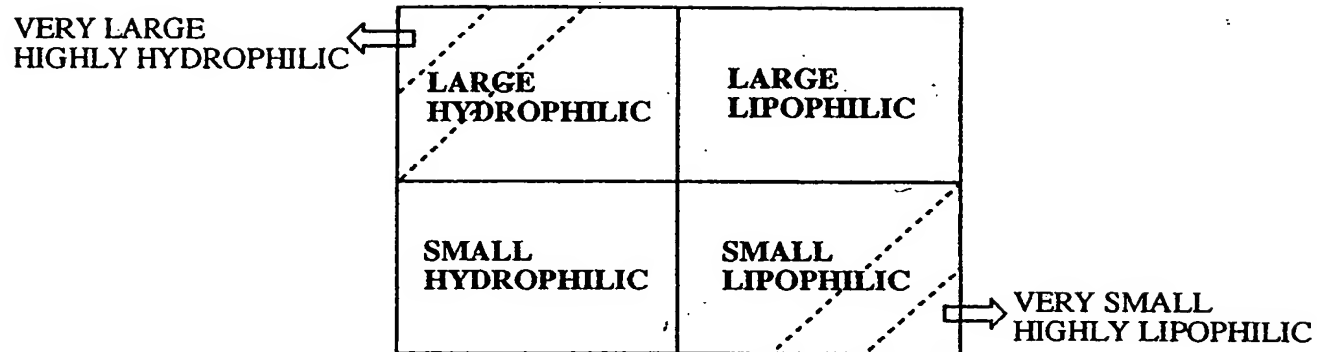 VERY LARGE
HIGHLY HYDROPHILIC
LARGE
HYDROPHILIC
LARGE
LIPOPHILIC
SMALL
HYDROPHILIC
SMALL
LIPOPHILIC
VERY SMALL
HIGHLY LIPOPHILIC